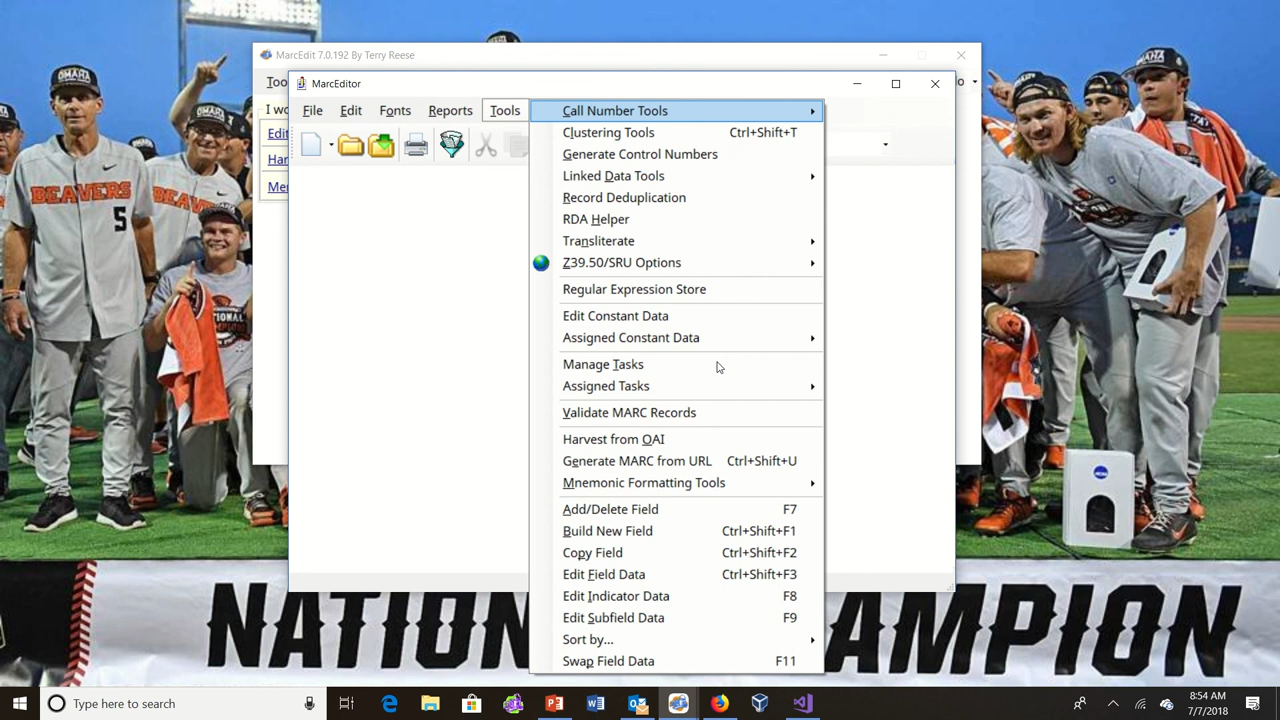 OMAHA
BEAVERS
5
NATIONAL
CHAMPIONS
MarcEdit 7.0.192 By Terry Reese
MarcEditor
File Edit Fonts Reports Tools
Call Number Tools
Clustering Tools Ctrl+Shift+T
Generate Control Numbers
Linked Data Tools
Record Deduplication
RDA Helper
Transliterate
Z39.50/SRU Options
Regular Expression Store
Edit Constant Data
Assigned Constant Data
Manage Tasks
Assigned Tasks
Validate MARC Records
Harvest from OAI
Generate MARC from URL Ctrl+Shift+U
Mnemonic Formatting Tools
Add/Delete Field F7
Build New Field Ctrl+Shift+F1
Copy Field Ctrl+Shift+F2
Edit Field Data Ctrl+Shift+F3
Edit Indicator Data F8
Edit Subfield Data F9
Sort by...
Swap Field Data F11
Type here to search
8:54 AM
7/7/2018